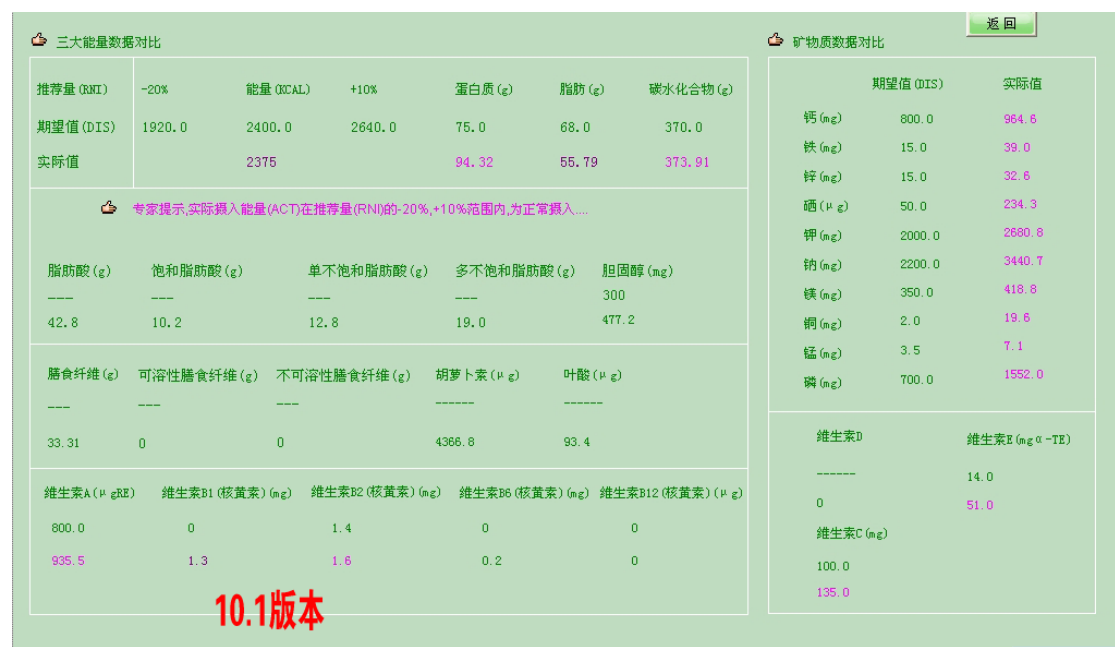 返回
三大能量数据对比
推荐量(RNI) -20% 能量(KCAL) +10% 蛋白质(g) 脂肪(g) 碳水化合物(g)
期望值(DIS) 1920.0 2400.0 2640.0 75.0 68.0 370.0
实际值 2375 94.32 55.79 373.91
专家提示,实际摄入能量(ACT)在推荐量(RNI)的-20%,+10%范围内,为正常摄入....
脂肪酸(g) 饱和脂肪酸(g) 单不饱和脂肪酸(g) 多不饱和脂肪酸(g) 胆固醇(mg)
--- --- --- --- 300
42.8 10.2 12.8 19.0 477.2
膳食纤维(g) 可溶性膳食纤维(g) 不可溶性膳食纤维(g) 胡萝卜素(μg) 叶酸(μg)
--- --- --- ------ ------
33.31 0 0 4366.8 93.4
维生素A(μgRE) 维生素B1(核黄素)(mg) 维生素B2(核黄素)(mg) 维生素B6(核黄素)(mg) 维生素B12(核黄素)(μg)
800.0 0 1.4 0 0
935.5 1.3 1.6 0.2 0
10.1版本
矿物质数据对比
期望值(DIS) 实际值
钙(mg) 800.0 964.6
铁(mg) 15.0 39.0
锌(mg) 15.0 32.6
硒(μg) 50.0 234.3
钾(mg) 2000.0 2680.8
钠(mg) 2200.0 3440.7
镁(mg) 350.0 418.8
铜(mg) 2.0 19.6
锰(mg) 3.5 7.1
磷(mg) 700.0 1552.0
维生素D 维生素E(mgα-TE)
------ 14.0
0 51.0
维生素C(mg)
100.0
135.0